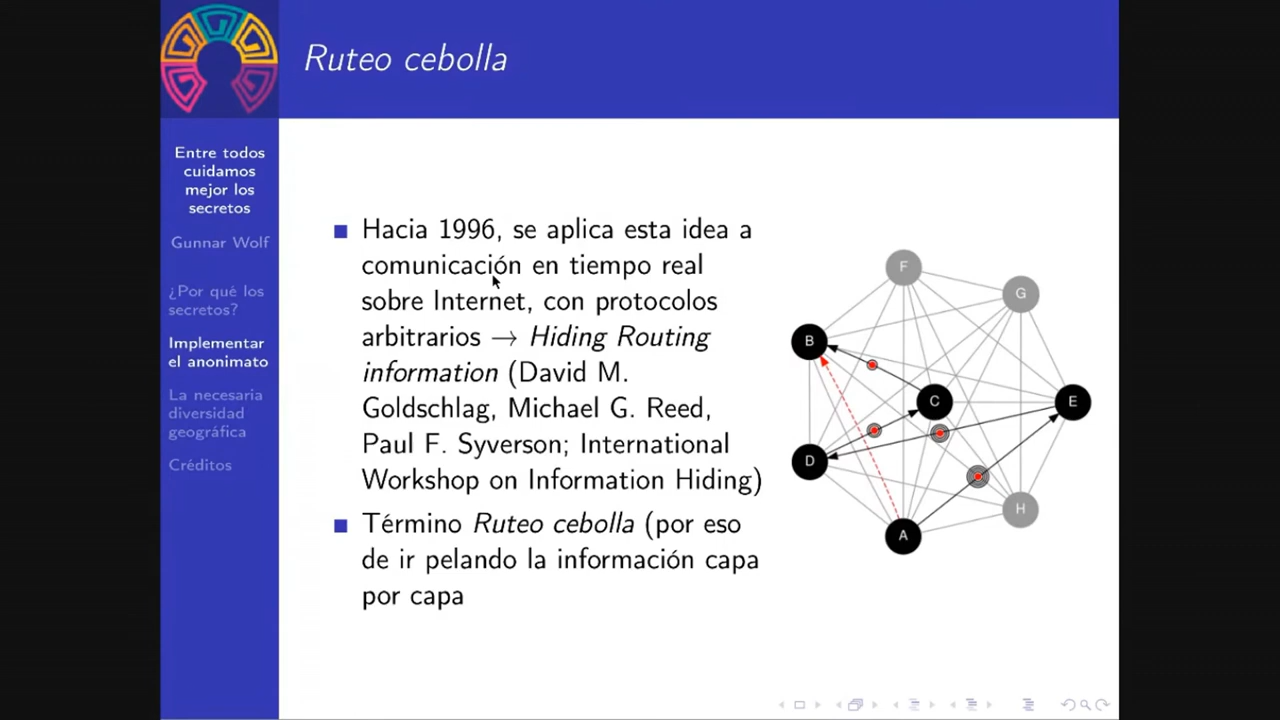 Ruteo cebolla
Entre todos
cuidamos
mejor los
secretos
Gunnar Wolf
¿Por qué los
secretos?
Implementar
el anonimato
La necesaria
diversidad
geográfica
Créditos
Hacia 1996, se aplica esta idea a
comunicación en tiempo real
sobre Internet, con protocolos
arbitrarios → Hiding Routing
information (David M.
Goldschlag, Michael G. Reed,
Paul F. Syverson; International
Workshop on Information Hiding)
Término Ruteo cebolla (por eso
de ir pelando la información capa
por capa
F
G
B
C
E
D
H
A